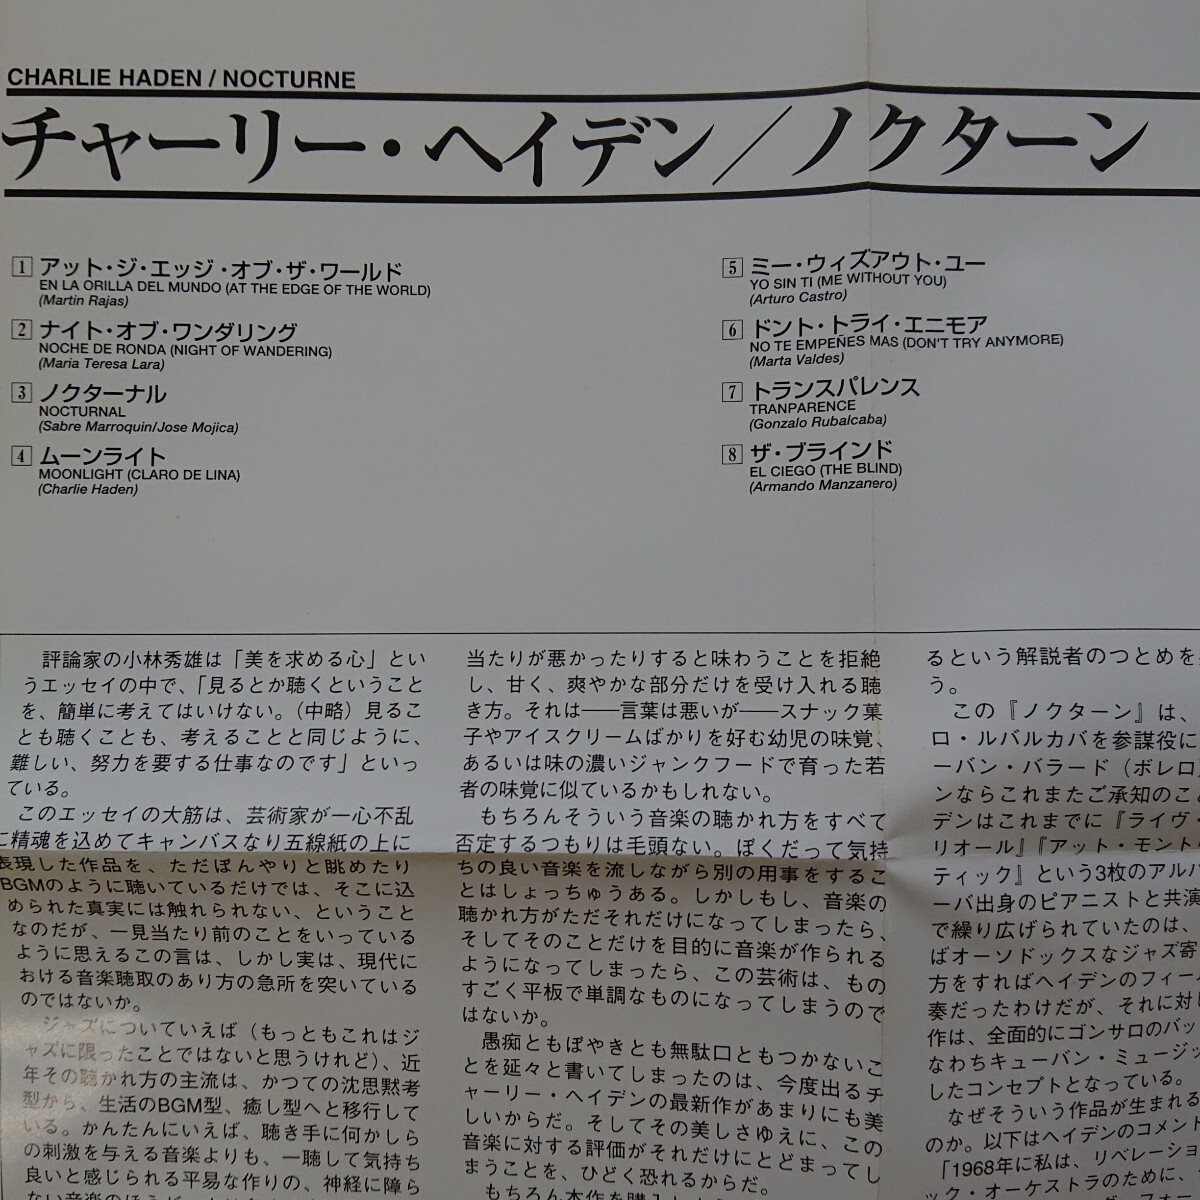 CHARLIE HADEN / NOCTURNE
チャーリー・ヘイデン／ノクターン
1 アット・ジ・エッジ・オブ・ザ・ワールド
EN LA ORILLA DEL MUNDO (AT THE EDGE OF THE WORLD)
(Martin Rajas)
2 ナイト・オブ・ワンダリング
NOCHE DE RONDA (NIGHT OF WANDERING)
(Maria Teresa Lara)
3 ノクターナル
NOCTURNAL
(Sabre Marroquin/Jose Mojica)
4 ムーンライト
MOONLIGHT (CLARO DE LINA)
(Charlie Haden)
5 ミー・ウィズアウト・ユー
YO SIN TI (ME WITHOUT YOU)
(Arturo Castro)
6 ドント・トライ・エニモア
NO TE EMPEÑES MAS (DON'T TRY ANYMORE)
(Marta Valdes)
7 トランスパレンス
TRANPARENCE
(Gonzalo Rubalcaba)
8 ザ・ブラインド
EL CIEGO (THE BLIND)
(Armando Manzanero)
評論家の小林秀雄は「美を求める心」とい
うエッセイの中で、「見るとか聴くということ
を、簡単に考えてはいけない。（中略）見るこ
とも聴くことも、考えることと同じように、
難しい、努力を要する仕事なのです」といっ
ている。
このエッセイの大筋は、芸術家が一心不乱
に精魂を込めてキャンバスなり五線紙の上に
表現した作品を、ただぼんやりと眺めたり
BGMのように聴いているだけでは、そこに込
められた真実には触れられない、ということ
なのだが、一見当たり前のことをいっている
ように思えるこの言は、しかし実は、現代に
おける音楽聴取のあり方の急所を突いている
のではないか。
ジャズについていえば（もっともこれはジ
ャズに限ったことではないと思うけれど）、近
年その聴かれ方の主流は、かつての沈思黙考
型から、生活のBGM型、癒し型へと移行して
いる。かんたんにいえば、聴き手に何かしら
の刺激を与える音楽よりも、一聴して気持ち
良いと感じられる平易な作りの、神経に障ら
ない音楽のほうが
当たりが悪かったりすると味わうことを拒絶
し、甘く、爽やかな部分だけを受け入れる聴
き方。それは――言葉は悪いが――スナック菓
子やアイスクリームばかりを好む幼児の味覚、
あるいは味の濃いジャンクフードで育った若
者の味覚に似ているかもしれない。
もちろんそういう音楽の聴かれ方をすべて
否定するつもりは毛頭ない。ぼくだって気持
ちの良い音楽を流しながら別の用事をするこ
とはしょっちゅうある。しかしもし、音楽の
聴かれ方がただそれだけになってしまったら、
そしてそのことだけを目的に音楽が作られる
ようになってしまったら、この芸術は、もの
すごく平板で単調なものになってしまうので
はないか。
愚痴ともぼやきとも無駄口ともつかないこ
とを延々と書いてしまったのは、今度出るチ
ャーリー・ヘイデンの最新作があまりにも美
しいからだ。そしてその美しさゆえに、この
音楽に対する評価がそれだけにとどまってし
まうことを、ひどく恐れるからだ。
もちろん本作を購入し
るという解説者のつとめを
う。
この『ノクターン』は、
ロ・ルバルカバを参謀役に
ーバン・バラード（ボレロ
ンならこれまたご承知のこと
デンはこれまでに『ライヴ・
リオール』『アット・モント
ティック』という3枚のアルバ
ーバ出身のピアニストと共演
で繰り広げられていたのは、
ばオーソドックスなジャズ寄
方をすればヘイデンのフィー
奏だったわけだが、それに対し
作は、全面的にゴンサロのバッ
なわちキューバン・ミュージッ
したコンセプトとなっている。
なぜそういう作品が生まれる
のか。以下はヘイデンのコメント
「1968年に私は、リベレーショ
ック・オーケストラのために、